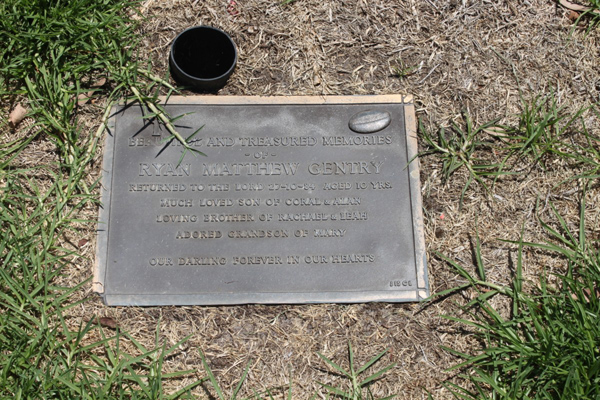 AND TREASURED MEMORIES
- OF -
RYAN MATTHEW GENTRY
RETURNED TO THE LORD AGED 10 YRS.
MUCH LOVED SON OF CORAL & ALAN
LOVING BROTHER OF RACHAEL & LEAH
ADORED GRANDSON OF MARY
OUR DARLING FOREVER IN OUR HEARTS